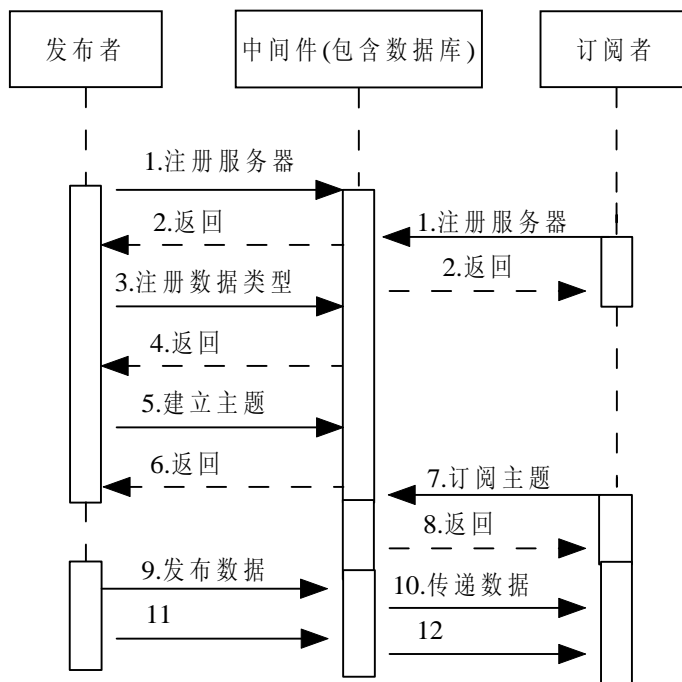 发布者
中间件(包含数据库)
订阅者
1.注册服务器
2.返回
1.注册服务器
2.返回
3.注册数据类型
4.返回
5.建立主题
6.返回
7.订阅主题
8.返回
9.发布数据
10.传递数据
11
12